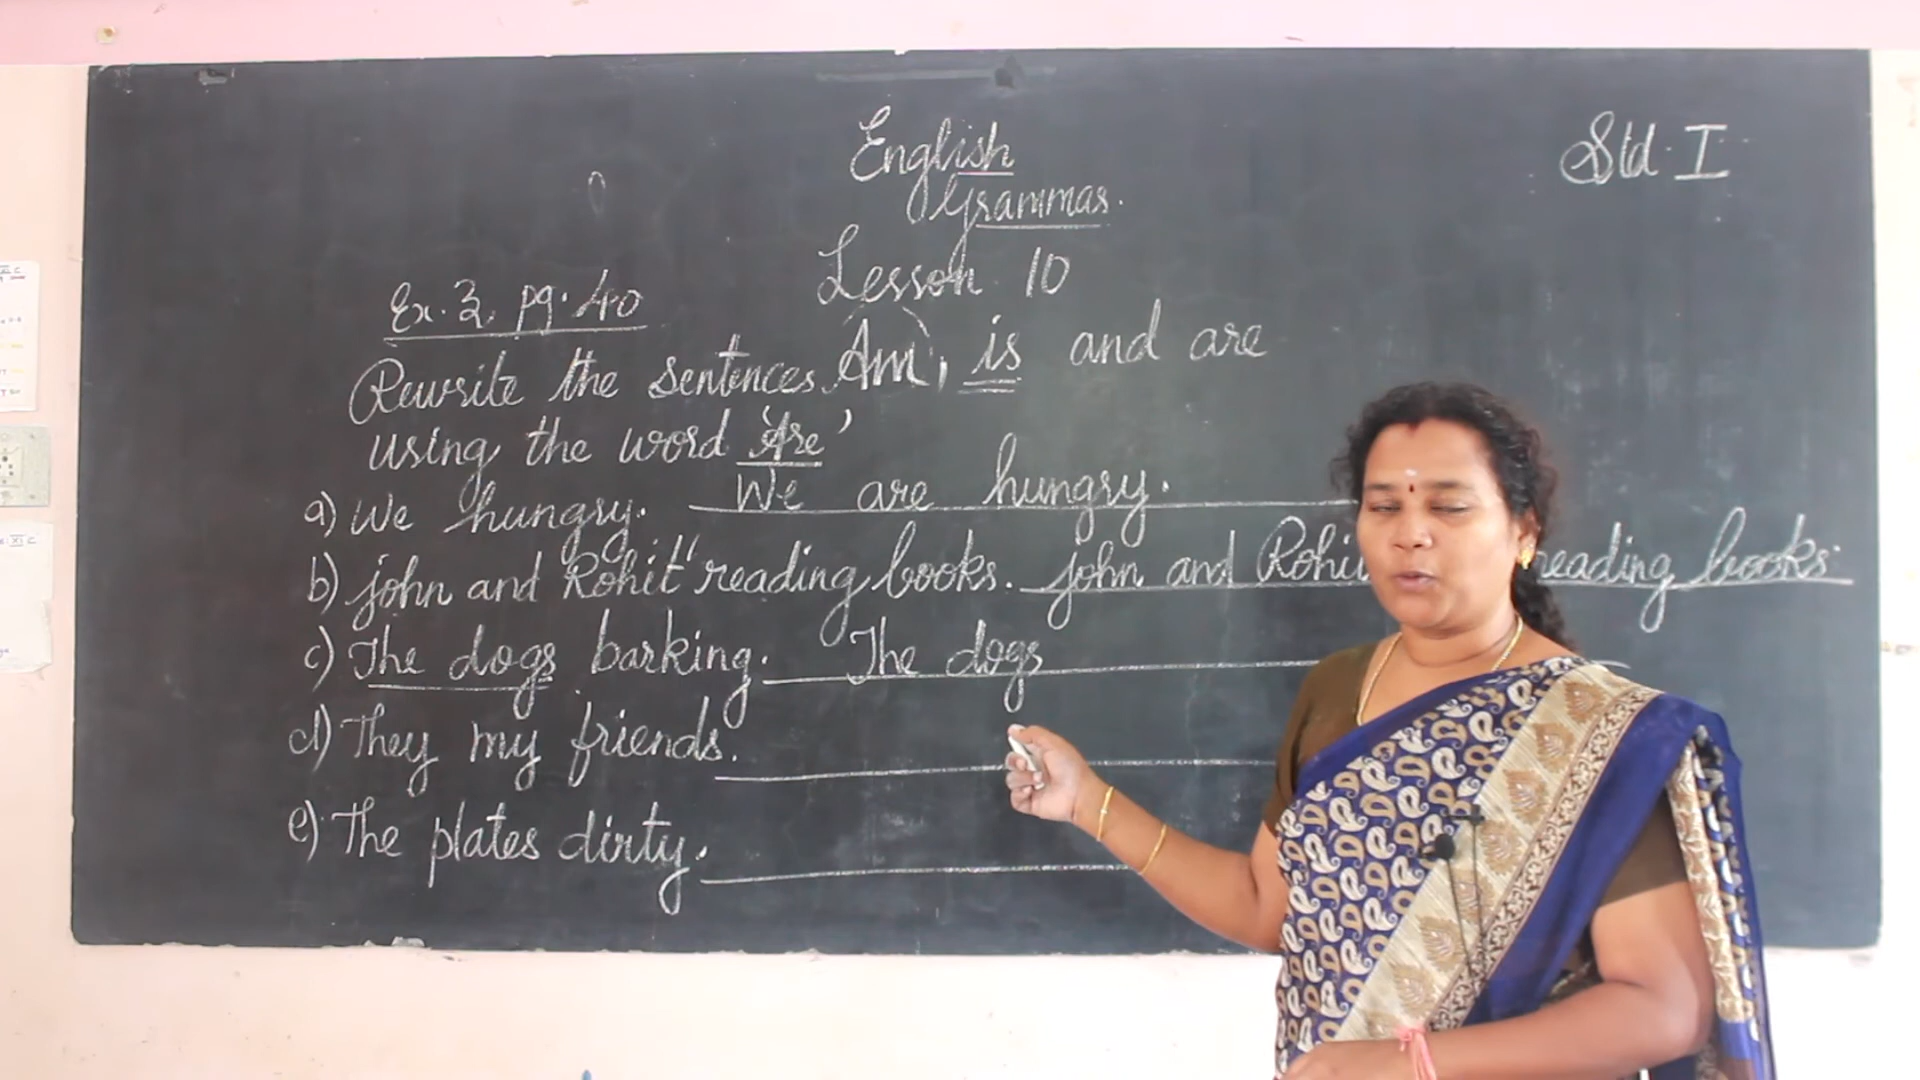 English
Std. I
Grammar.
Lesson 10
Ex. 3. pg. 40
Am, is and are
Rewrite the sentences
using the word 'Are'
a) We hungry. We are hungry.
b) john and Rohit reading books. john and Rohi reading books.
c) The dogs barking. The dogs
d) They my friends.
e) The plates dirty.